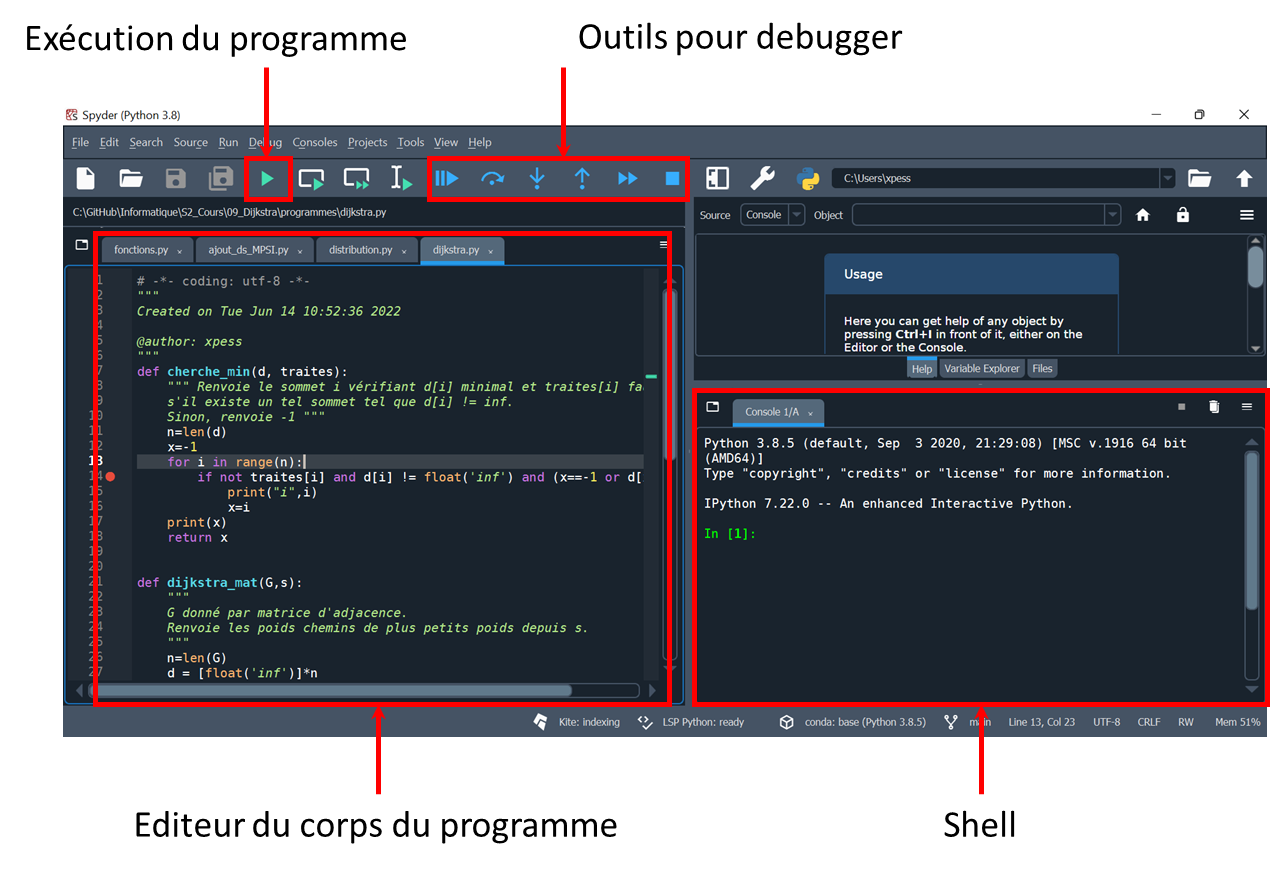 Exécution du programme
Outils pour debugger
Spyder (Python 3.8)
File Edit Search Source Run Debug Consoles Projects Tools View Help
C:\Users\xpess
C:\GitHub\Informatique\S2_Cours\09_Dijkstra\programmes\dijkstra.py
Source Console Object
fonctions.py ajout_ds_MPSI.py distribution.py dijkstra.py
1 # -*- coding: utf-8 -*-
2 """
3 Created on Tue Jun 14 10:52:36 2022
4
5 @author: xpess
6 """
7 def cherche_min(d, traites):
8 """ Renvoie le sommet i vérifiant d[i] minimal et traites[i] fa
9 s'il existe un tel sommet tel que d[i] != inf.
10 Sinon, renvoie -1 """
11 n=len(d)
12 x=-1
13 for i in range(n):
14 if not traites[i] and d[i] != float('inf') and (x==-1 or d[
15 print("i",i)
16 x=i
17 print(x)
18 return x
19
20
21 def dijkstra_mat(G,s):
22 """
23 G donné par matrice d'adjacence.
24 Renvoie les poids chemins de plus petits poids depuis s.
25 """
26 n=len(G)
27 d = [float('inf')]*n
Usage
Here you can get help of any object by
pressing Ctrl+I in front of it, either on the
Editor or the Console.
Help Variable Explorer Files
Console 1/A
Python 3.8.5 (default, Sep  3 2020, 21:29:08) [MSC v.1916 64 bit
(AMD64)]
Type "copyright", "credits" or "license" for more information.
IPython 7.22.0 -- An enhanced Interactive Python.
In [1]:
Kite: indexing LSP Python: ready conda: base (Python 3.8.5) main Line 13, Col 23 UTF-8 CRLF RW Mem 51%
Editeur du corps du programme
Shell